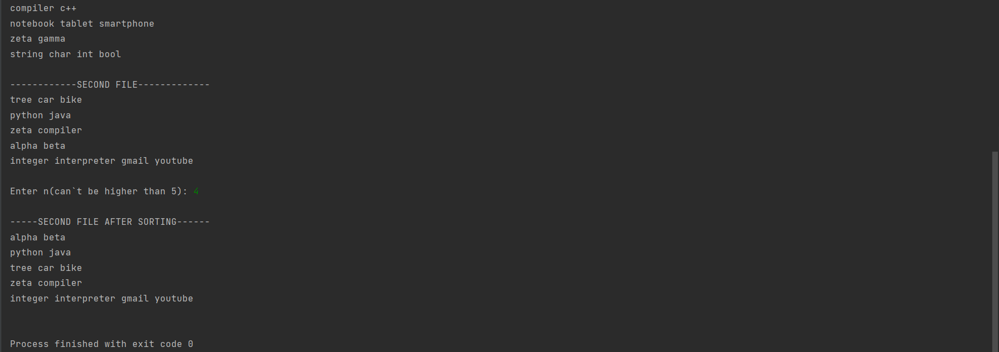 compiler c++
notebook tablet smartphone
zeta gamma
string char int bool
------------SECOND FILE-------------
tree car bike
python java
zeta compiler
alpha beta
integer interpreter gmail youtube
Enter n(can`t be higher than 5): 4
-----SECOND FILE AFTER SORTING------
alpha beta
python java
tree car bike
zeta compiler
integer interpreter gmail youtube
Process finished with exit code 0